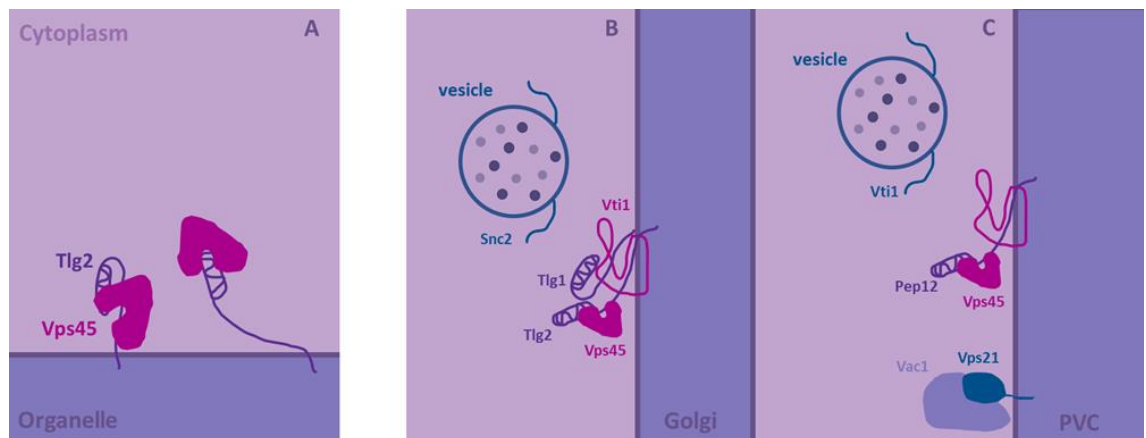 Cytoplasm
A
Tlg2
Vps45
Organelle
B
vesicle
Snc2
Vti1
Tlg1
Tlg2
Vps45
Golgi
C
vesicle
Vti1
Pep12
Vps45
Vac1
Vps21
PVC